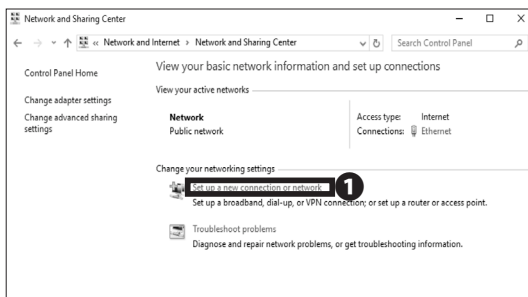 Network and Sharing Center
« Network and Internet › Network and Sharing Center
Search Control Panel
Control Panel Home
Change adapter settings
Change advanced sharing
settings
View your basic network information and set up connections
View your active networks
Network
Public network
Access type: Internet
Connections: Ethernet
Change your networking settings
Set up a new connection or network
1
Set up a broadband, dial-up, or VPN connection; or set up a router or access point.
Troubleshoot problems
Diagnose and repair network problems, or get troubleshooting information.